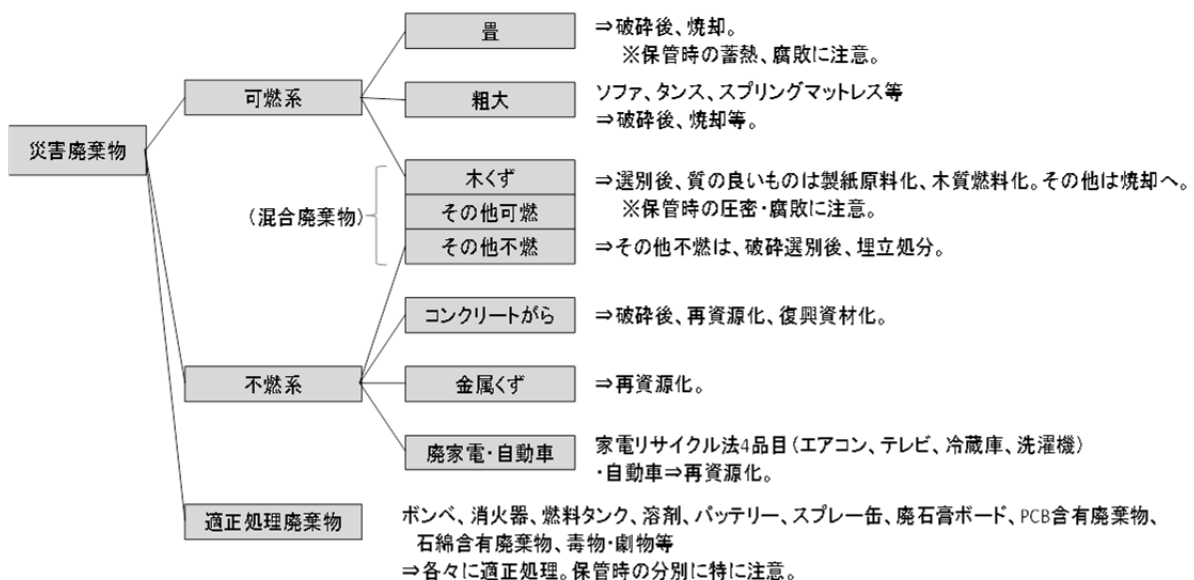 畳
⇒破砕後、焼却。
※保管時の蓄熱、腐敗に注意。
可燃系
粗大
ソファ、タンス、スプリングマットレス等
⇒破砕後、焼却等。
災害廃棄物
木くず
⇒選別後、質の良いものは製紙原料化、木質燃料化。その他は焼却へ。
(混合廃棄物)
その他可燃
※保管時の圧密・腐敗に注意。
その他不燃
⇒その他不燃は、破砕選別後、埋立処分。
コンクリートがら
⇒破砕後、再資源化、復興資材化。
不燃系
金属くず
⇒再資源化。
廃家電・自動車
家電リサイクル法4品目(エアコン、テレビ、冷蔵庫、洗濯機)
・自動車⇒再資源化。
適正処理廃棄物
ボンベ、消火器、燃料タンク、溶剤、バッテリー、スプレー缶、廃石膏ボード、PCB含有廃棄物、
石綿含有廃棄物、毒物・劇物等
⇒各々に適正処理。保管時の分別に特に注意。